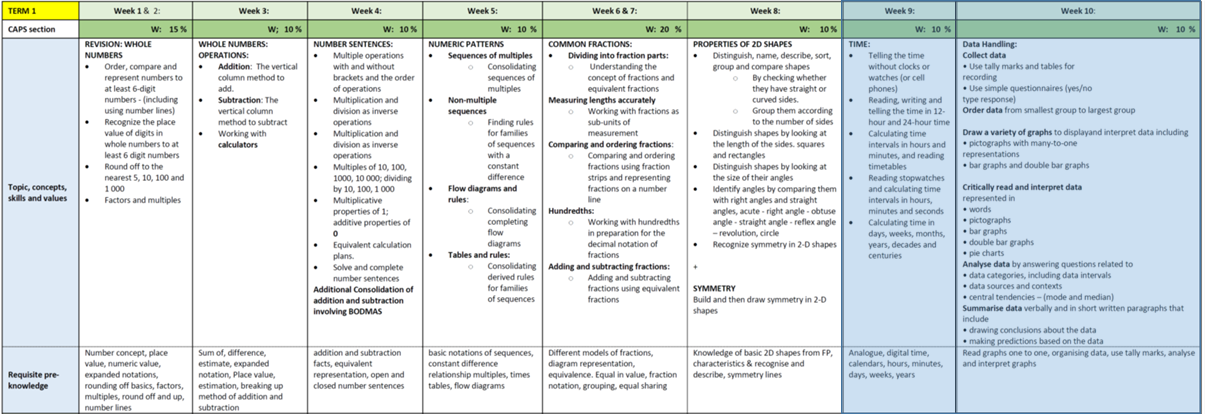 TERM 1
Week 1 & 2:
Week 3:
Week 4:
Week 5:
Week 6 & 7:
Week 8:
Week 9:
Week 10:
CAPS section
W: 15 %
W; 10 %
W: 10 %
W: 10%
W: 20 %
W: 10%
W: 10 %
W: 10 %
Topic, concepts,
skills and values
REVISION: WHOLE
NUMBERS
• Order, compare and
represent numbers to
at least 6-digit
numbers - (including
using number lines)
• Recognize the place
value of digits in
whole numbers to at
least 6 digit numbers
• Round off to the
nearest 5, 10, 100 and
1 000
• Factors and multiples
WHOLE NUMBERS:
OPERATIONS:
• Addition: The vertical
column method to
add.
• Subtraction: The
vertical column
method to subtract
• Working with
calculators
NUMBER SENTENCES:
• Multiple operations
with and without
brackets and the order
of operations
• Multiplication and
division as inverse
operations
• Multiplication and
division as inverse
operations
• Multiples of 10, 100,
1000, 10 000; dividing
by 10, 100, 1 000
• Multiplicative
properties of 1;
additive properties of
0
• Equivalent calculation
plans.
• Solve and complete
number sentences
Additional Consolidation of
addition and subtraction
involving BODMAS
NUMERIC PATTERNS
• Sequences of multiples
○ Consolidating
sequences of
multiples
• Non-multiple
sequences
○ Finding rules
for families
of sequences
with a
constant
difference
• Flow diagrams and
rules:
○ Consolidating
completing
flow
diagrams
• Tables and rules:
○ Consolidating
derived rules
for families
of sequences
COMMON FRACTIONS:
• Dividing into fraction parts:
○ Understanding the
concept of fractions and
equivalent fractions
Measuring lengths accurately
○ Working with fractions as
sub-units of
measurement
Comparing and ordering fractions:
○ Comparing and ordering
fractions using fraction
strips and representing
fractions on a number
line
Hundredths:
○ Working with hundredths
in preparation for the
decimal notation of
fractions
Adding and subtracting fractions:
○ Adding and subtracting
fractions using equivalent
fractions
PROPERTIES OF 2D SHAPES
• Distinguish, name, describe, sort,
group and compare shapes
○ By checking whether
they have straight or
curved sides.
○ Group them according
to the number of sides
• Distinguish shapes by looking at
the length of the sides. squares
and rectangles
• Distinguish shapes by looking at
the size of their angles
• Identify angles by comparing them
with right angles and straight
angles, acute - right angle - obtuse
angle - straight angle - reflex angle
– revolution, circle
• Recognize symmetry in 2-D shapes
+
SYMMETRY
Build and then draw symmetry in 2-D
shapes
TIME:
• Telling the time
without clocks or
watches (or cell
phones)
• Reading, writing and
telling the time in 12-
hour and 24-hour time
• Calculating time
intervals in hours and
minutes, and reading
timetables
• Reading stopwatches
and calculating time
intervals in hours,
minutes and seconds
• Calculating time in
days, weeks, months,
years, decades and
centuries
Data Handling:
Collect data
• Use tally marks and tables for
recording
• Use simple questionnaires (yes/no
type response)
Order data from smallest group to largest group
Draw a variety of graphs to displayand interpret data including
• pictographs with many-to-one
representations
• bar graphs and double bar graphs
Critically read and interpret data
represented in
• words
• pictographs
• bar graphs
• double bar graphs
• pie charts
Analyse data by answering questions related to
• data categories, including data intervals
• data sources and contexts
• central tendencies – (mode and median)
Summarise data verbally and in short written paragraphs that
include
• drawing conclusions about the data
• making predictions based on the data
Requisite pre-
knowledge
Number concept, place
value, numeric value,
expanded notations,
rounding off basics, factors,
multiples, round off and up,
number lines
Sum of, difference,
estimate, expanded
notation, Place value,
estimation, breaking up
method of addition and
subtraction
addition and subtraction
facts, equivalent
representation, open and
closed number sentences
basic notations of sequences,
constant difference
relationship multiples, times
tables, flow diagrams
Different models of fractions,
diagram representation,
equivalence. Equal in value, fraction
notation, grouping, equal sharing
Knowledge of basic 2D shapes from FP,
characteristics & recognise and
describe, symmetry lines
Analogue, digital time,
calendars, hours, minutes,
days, weeks, years
Read graphs one to one, organising data, use tally marks, analyse
and interpret graphs